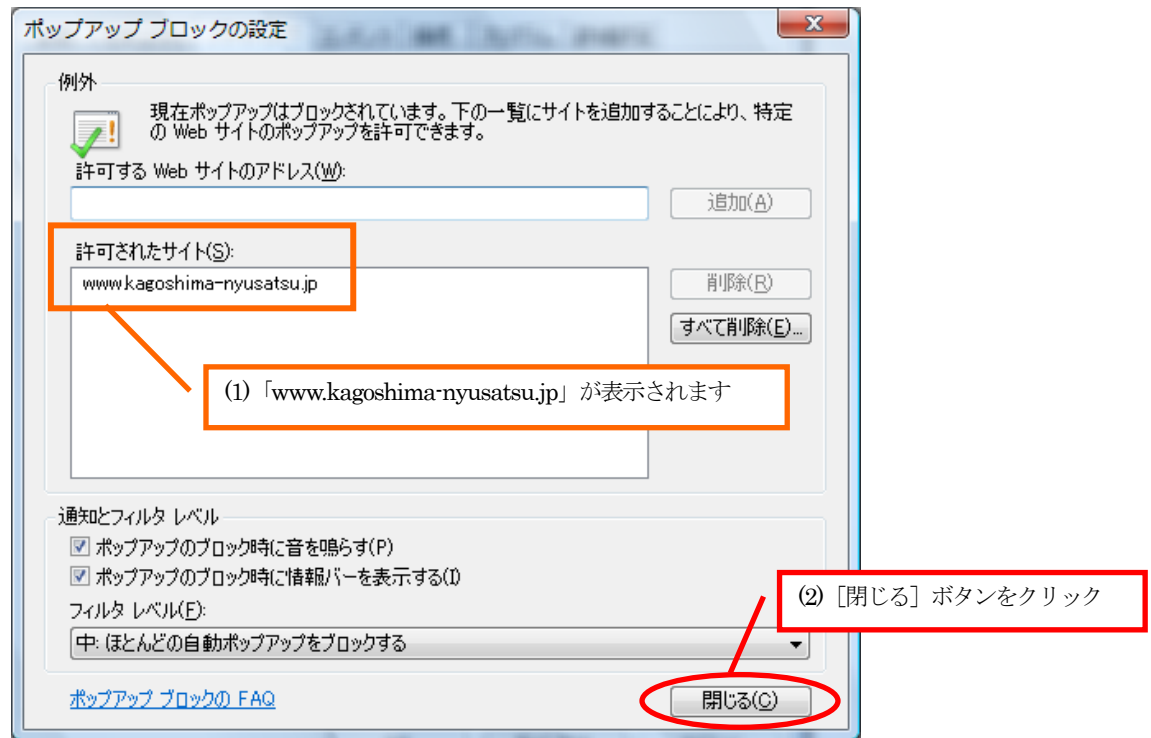 ポップアップ ブロックの設定
例外
現在ポップアップはブロックされています。下の一覧にサイトを追加することにより、特定
の Web サイトのポップアップを許可できます。
許可する Web サイトのアドレス(W):
追加(A)
許可されたサイト(S):
www.kagoshima-nyusatsu.jp
削除(R)
すべて削除(E)...
(1)「www.kagoshima-nyusatsu.jp」が表示されます
通知とフィルタ レベル
ポップアップのブロック時に音を鳴らす(P)
ポップアップのブロック時に情報バーを表示する(I)
(2)［閉じる］ボタンをクリック
フィルタ レベル(F):
中: ほとんどの自動ポップアップをブロックする
ポップアップ ブロックの FAQ
閉じる(C)